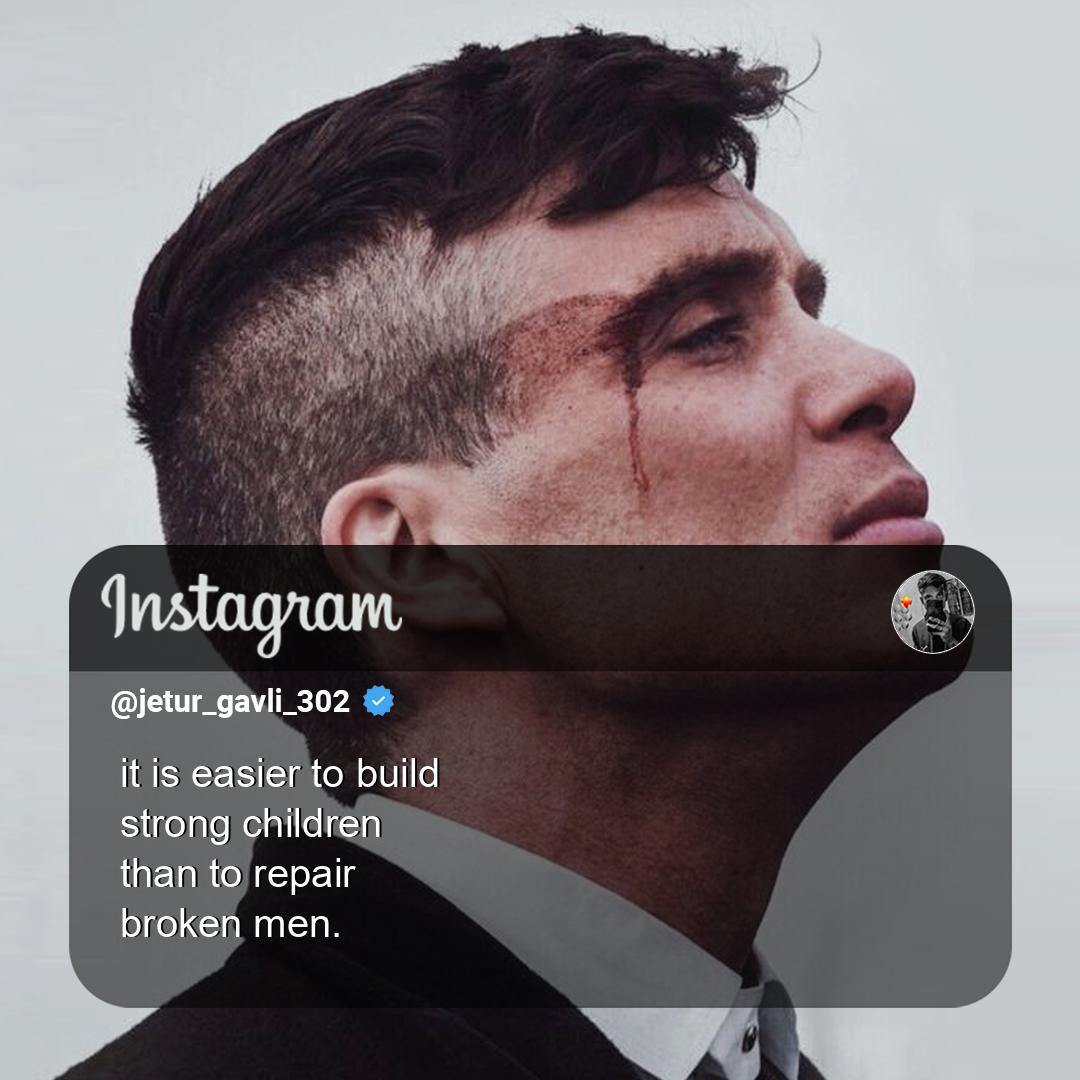 Instagram
@jetur_gavli_302
it is easier to build
strong children
than to repair
broken men.